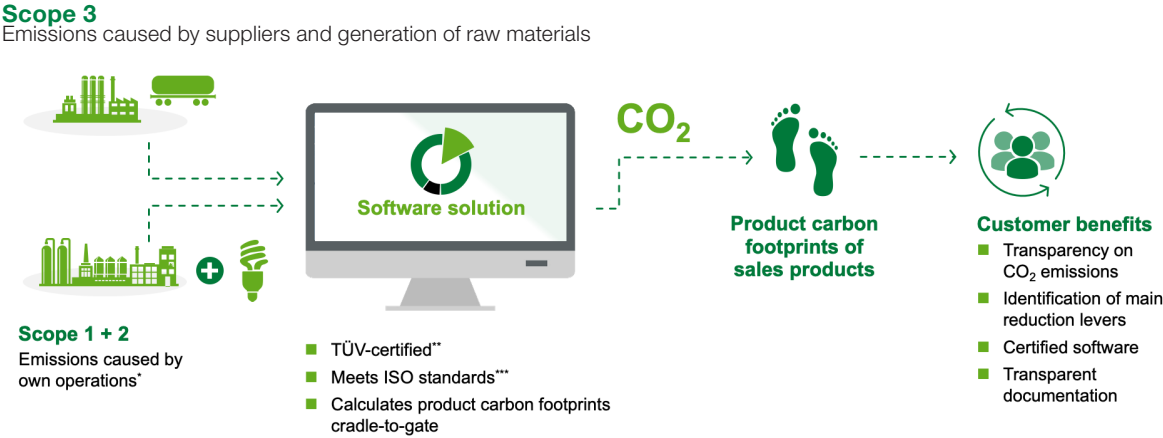 Scope 3
Emissions caused by suppliers and generation of raw materials
CO₂
Software solution
Product carbon
footprints of
sales products
Customer benefits
Transparency on
CO₂ emissions
Identification of main
reduction levers
Certified software
Transparent
documentation
Scope 1 + 2
Emissions caused by
own operations*
TÜV-certified**
Meets ISO standards***
Calculates product carbon footprints
cradle-to-gate